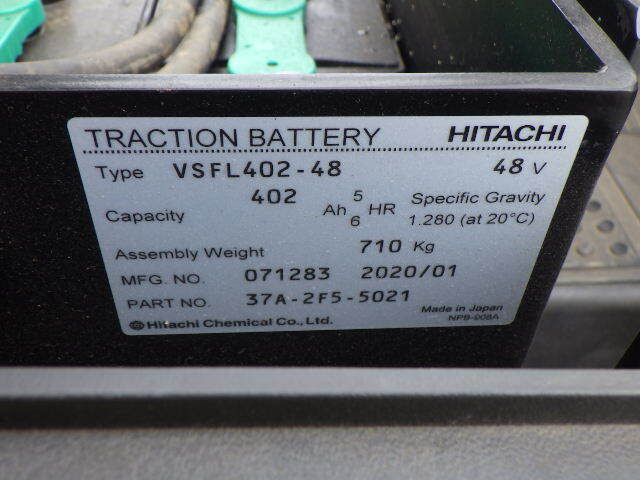 TRACTION BATTERY HITACHI
Type VSFL402-48 48 V
Capacity 402 Ah 5 6 HR Specific Gravity
1.280 (at 20°C)
Assembly Weight 710 Kg
MFG. NO. 071283 2020/01
PART NO. 37A-2F5-5021
Hitachi Chemical Co., Ltd. Made in Japan
NPB-908A